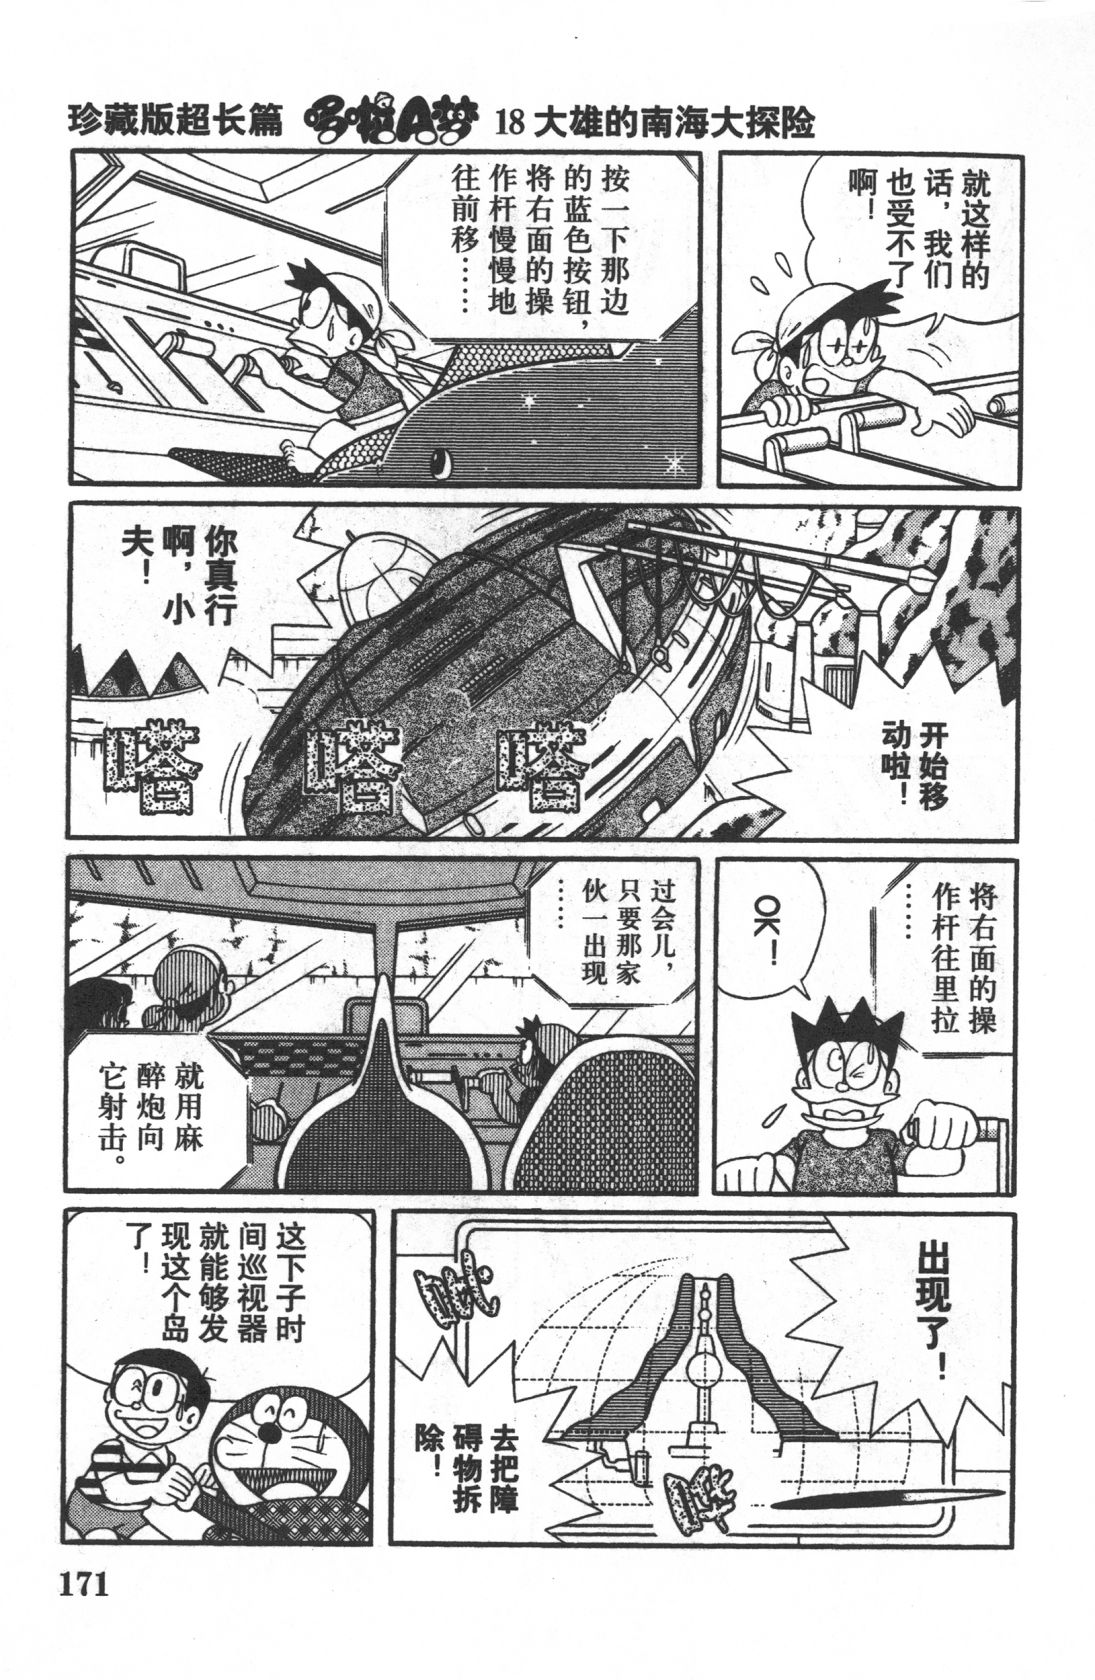 珍藏版超长篇 哆啦A梦 18大雄的南海大探险
就这样的
话，我们
也受不了
啊！
按一下那边
的蓝色按钮，
将右面的操
作杆慢慢地
往前移……
开始移
动啦！
你真行
啊，小
夫！
嗒 嗒 嗒
将右面的操
作杆往里拉
……
OK！
过会儿，
只要那家
伙一出现
……
就用麻
醉炮向
它射击。
出现了！
去把障
碍物拆
除！
这下子时
间巡视器
就能够发
现这个岛
了！
171